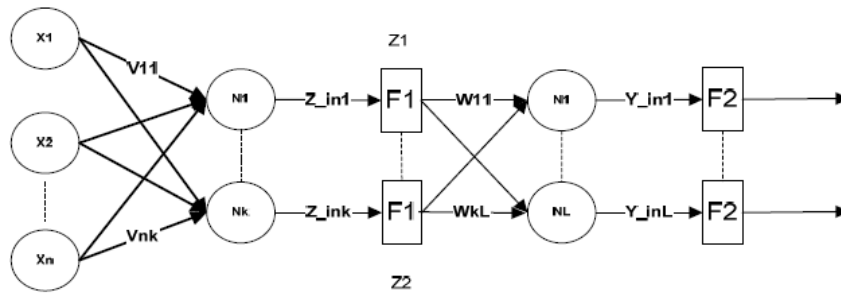 Z1
X1
V11
N1
Z_in1
F1
W11
N1
Y_in1
F2
X2
Nk
Z_ink
F1
WkL
NL
Y_inL
F2
Vnk
Xn
Z2